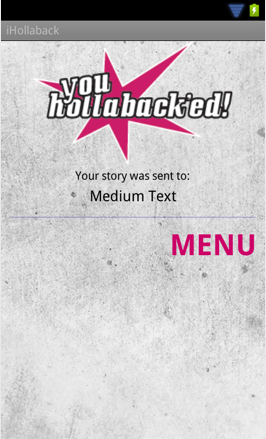 iHollaback
you
hollaback'ed!
Your story was sent to:
Medium Text
MENU